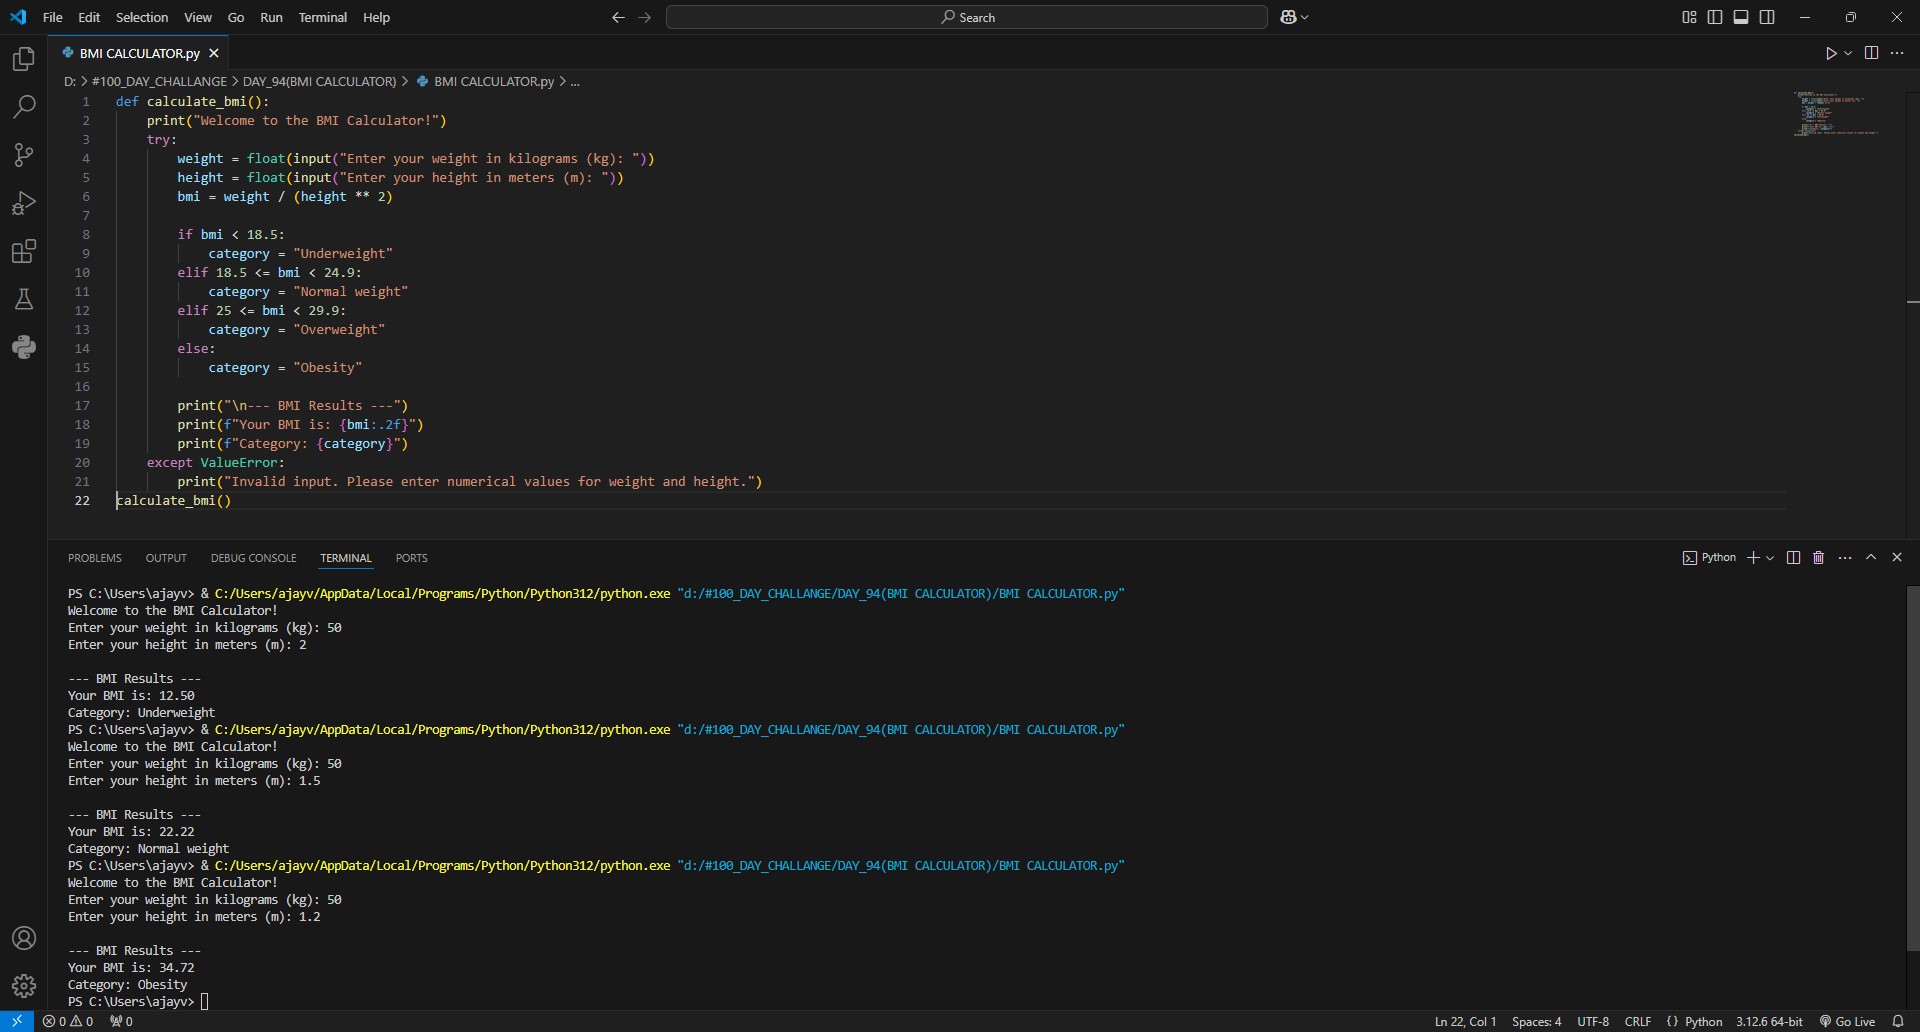 File Edit Selection View Go Run Terminal Help Search
BMI CALCULATOR.py
D: > #100_DAY_CHALLANGE > DAY_94(BMI CALCULATOR) > BMI CALCULATOR.py > ...
1 def calculate_bmi():
2 print("Welcome to the BMI Calculator!")
3 try:
4 weight = float(input("Enter your weight in kilograms (kg): "))
5 height = float(input("Enter your height in meters (m): "))
6 bmi = weight / (height ** 2)
7
8 if bmi < 18.5:
9 category = "Underweight"
10 elif 18.5 <= bmi < 24.9:
11 category = "Normal weight"
12 elif 25 <= bmi < 29.9:
13 category = "Overweight"
14 else:
15 category = "Obesity"
16
17 print("\n--- BMI Results ---")
18 print(f"Your BMI is: {bmi:.2f}")
19 print(f"Category: {category}")
20 except ValueError:
21 print("Invalid input. Please enter numerical values for weight and height.")
22 calculate_bmi()
PROBLEMS OUTPUT DEBUG CONSOLE TERMINAL PORTS Python
PS C:\Users\ajayv> & C:/Users/ajayv/AppData/Local/Programs/Python/Python312/python.exe "d:/#100_DAY_CHALLANGE/DAY_94(BMI CALCULATOR)/BMI CALCULATOR.py"
Welcome to the BMI Calculator!
Enter your weight in kilograms (kg): 50
Enter your height in meters (m): 2
--- BMI Results ---
Your BMI is: 12.50
Category: Underweight
PS C:\Users\ajayv> & C:/Users/ajayv/AppData/Local/Programs/Python/Python312/python.exe "d:/#100_DAY_CHALLANGE/DAY_94(BMI CALCULATOR)/BMI CALCULATOR.py"
Welcome to the BMI Calculator!
Enter your weight in kilograms (kg): 50
Enter your height in meters (m): 1.5
--- BMI Results ---
Your BMI is: 22.22
Category: Normal weight
PS C:\Users\ajayv> & C:/Users/ajayv/AppData/Local/Programs/Python/Python312/python.exe "d:/#100_DAY_CHALLANGE/DAY_94(BMI CALCULATOR)/BMI CALCULATOR.py"
Welcome to the BMI Calculator!
Enter your weight in kilograms (kg): 50
Enter your height in meters (m): 1.2
--- BMI Results ---
Your BMI is: 34.72
Category: Obesity
PS C:\Users\ajayv>
0 0 0 Ln 22, Col 1 Spaces: 4 UTF-8 CRLF {} Python 3.12.6 64-bit Go Live